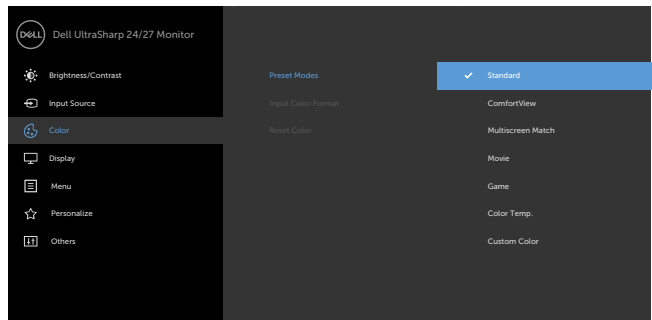 DELL Dell UltraSharp 24/27 Monitor
Brightness/Contrast
Input Source
Color
Display
Menu
Personalize
Others
Preset Modes
Input Color Format
Reset Color
Standard
ComfortView
Multiscreen Match
Movie
Game
Color Temp.
Custom Color